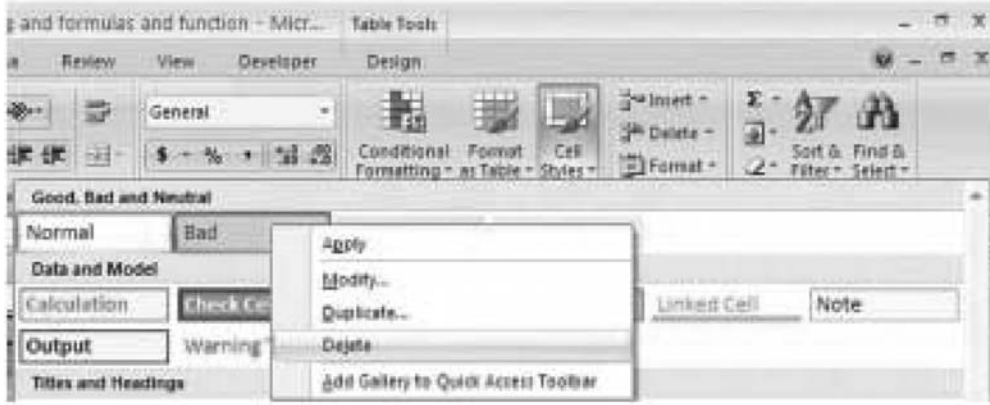 and formulas and function - Micr... Table Tools
Review View Developer Design
General
Insert
Delete
Format
$ - % ,
Σ
Conditional Formatting
Format as Table
Cell Styles
Sort & Filter
Find & Select
Good, Bad and Neutral
Normal Bad
Data and Model
Calculation Check Linked Cell Note
Output Warning
Titles and Headings
Apply
Modify...
Duplicate...
Delete
Add Gallery to Quick Access Toolbar